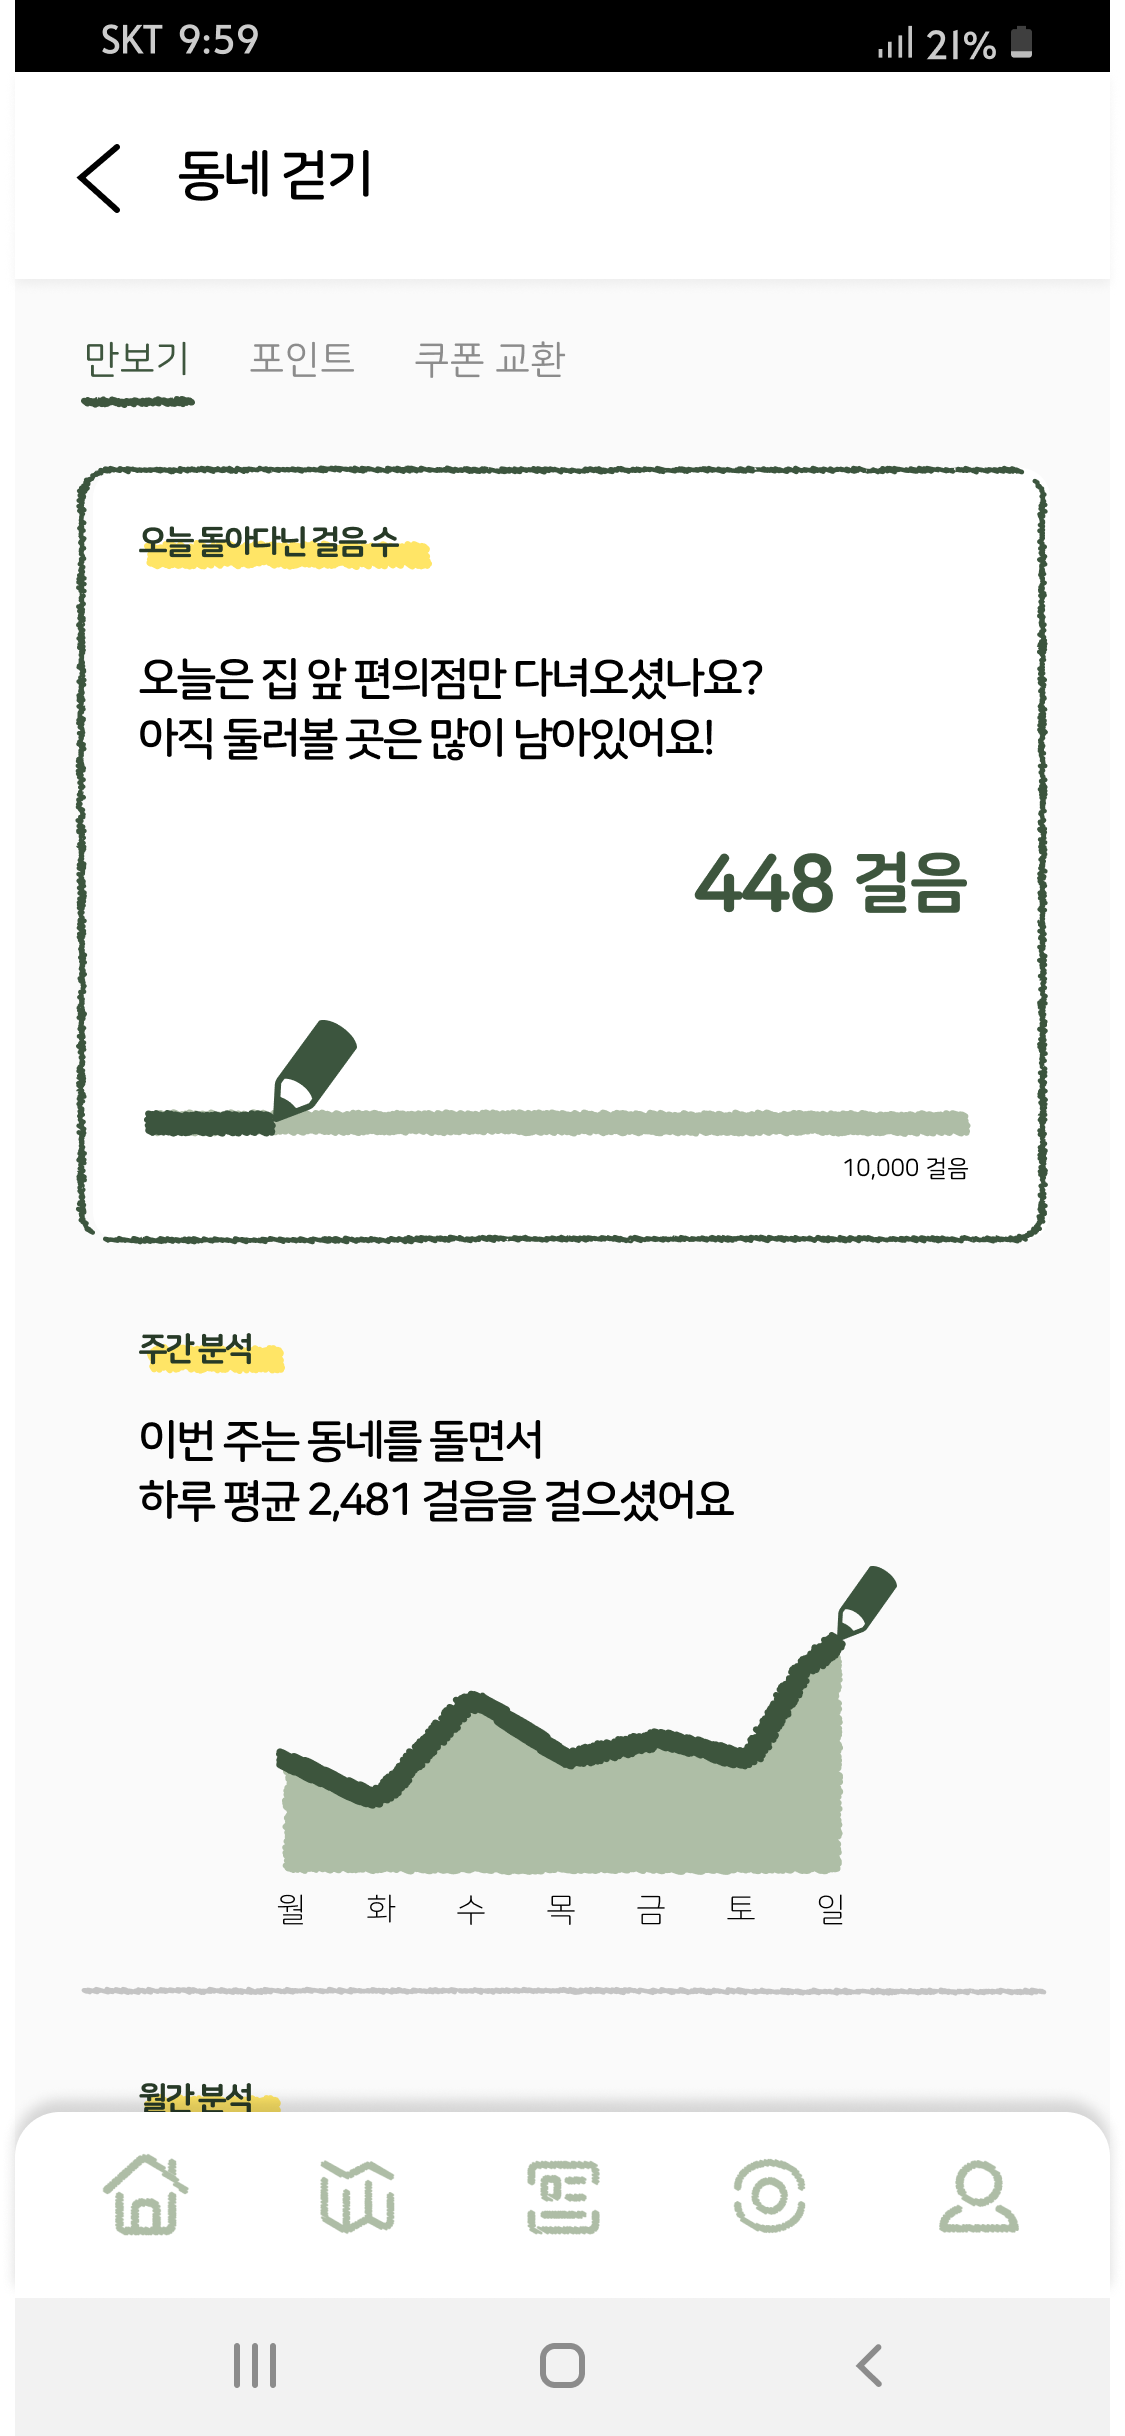 SKT 9:59 21%
동네 걷기
만보기 포인트 쿠폰 교환
오늘 돌아다닌 걸음 수
오늘은 집 앞 편의점만 다녀오셨나요?
아직 둘러볼 곳은 많이 남아있어요!
448 걸음
10,000 걸음
주간 분석
이번 주는 동네를 돌면서
하루 평균 2,481 걸음을 걸으셨어요
월 화 수 목 금 토 일
월간 분석